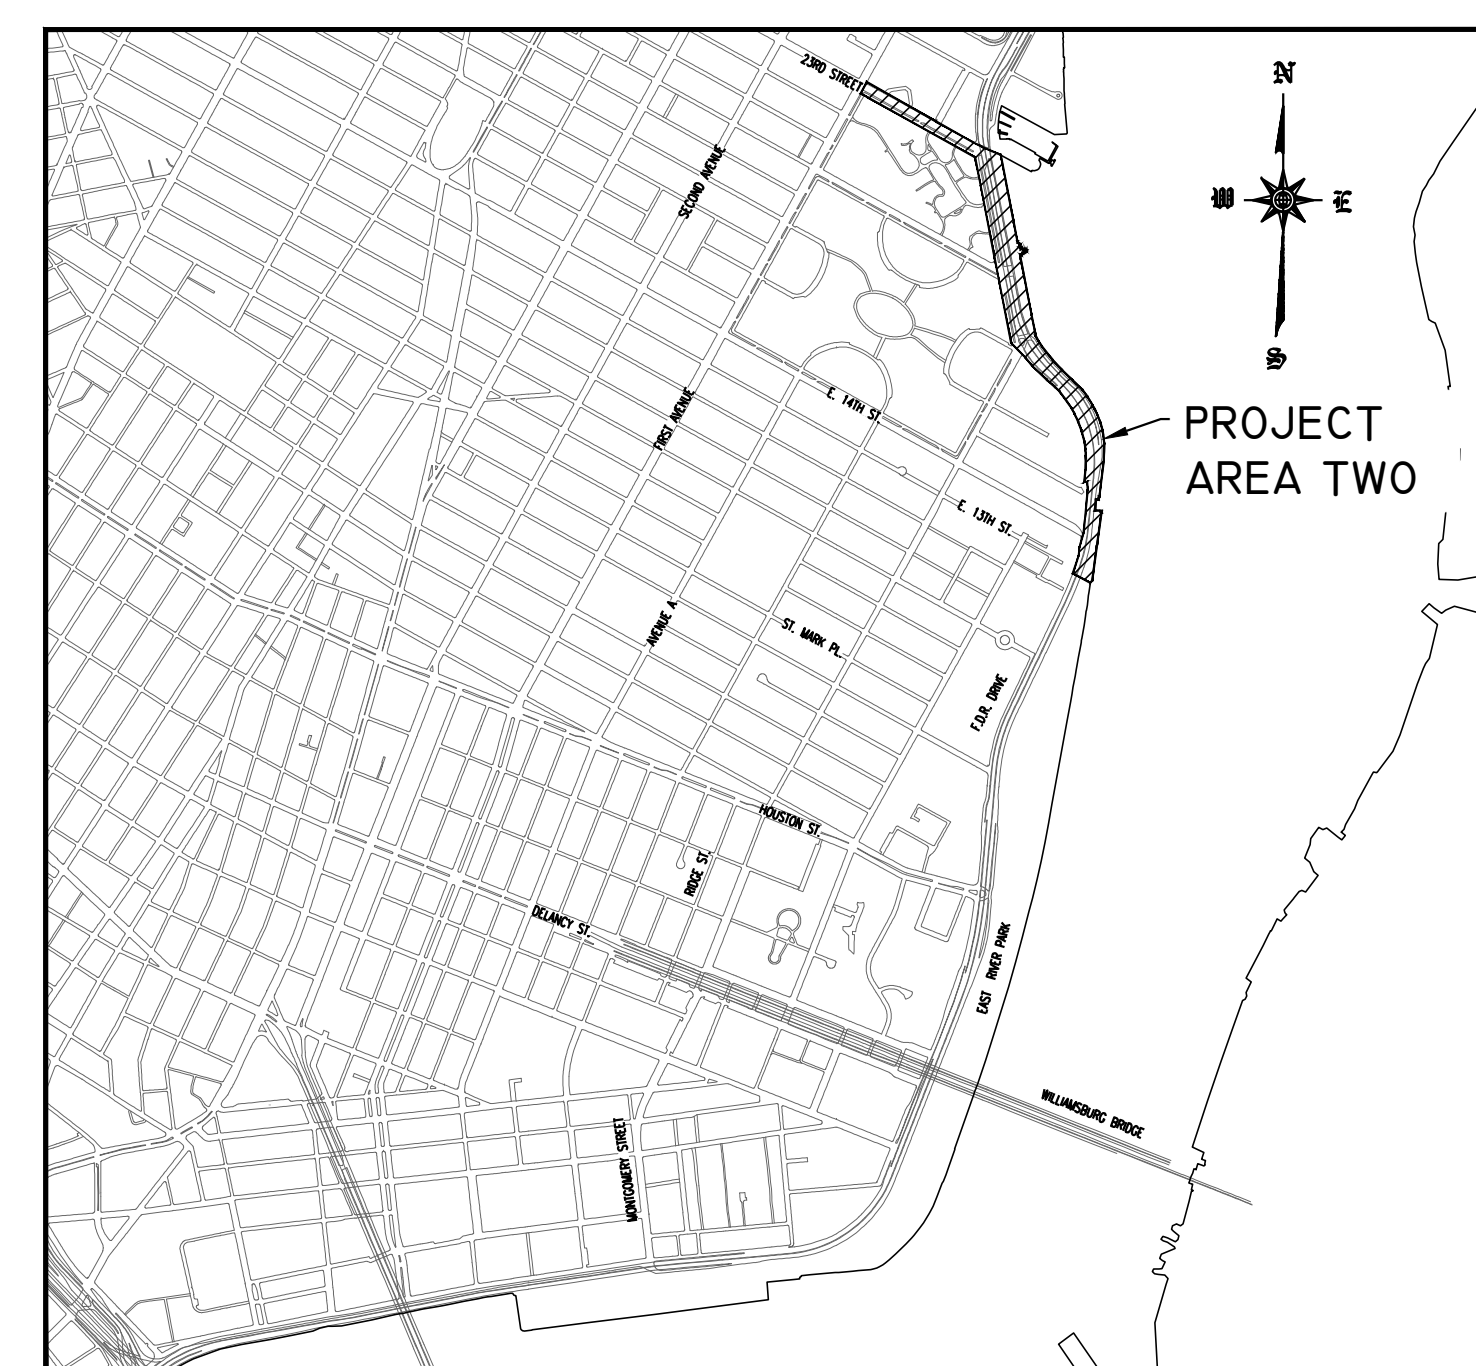 23RD STREET
N
SECOND AVENUE
W
E
S
FIRST AVENUE
E. 14TH ST.
PROJECT
AREA TWO
E. 13TH ST.
AVENUE A
ST. MARK PL.
F.D.R. DRIVE
HOUSTON ST.
RIDGE ST.
DELANCY ST.
EAST RIVER PARK
WILLIAMSBURG BRIDGE
MONTGOMERY STREET